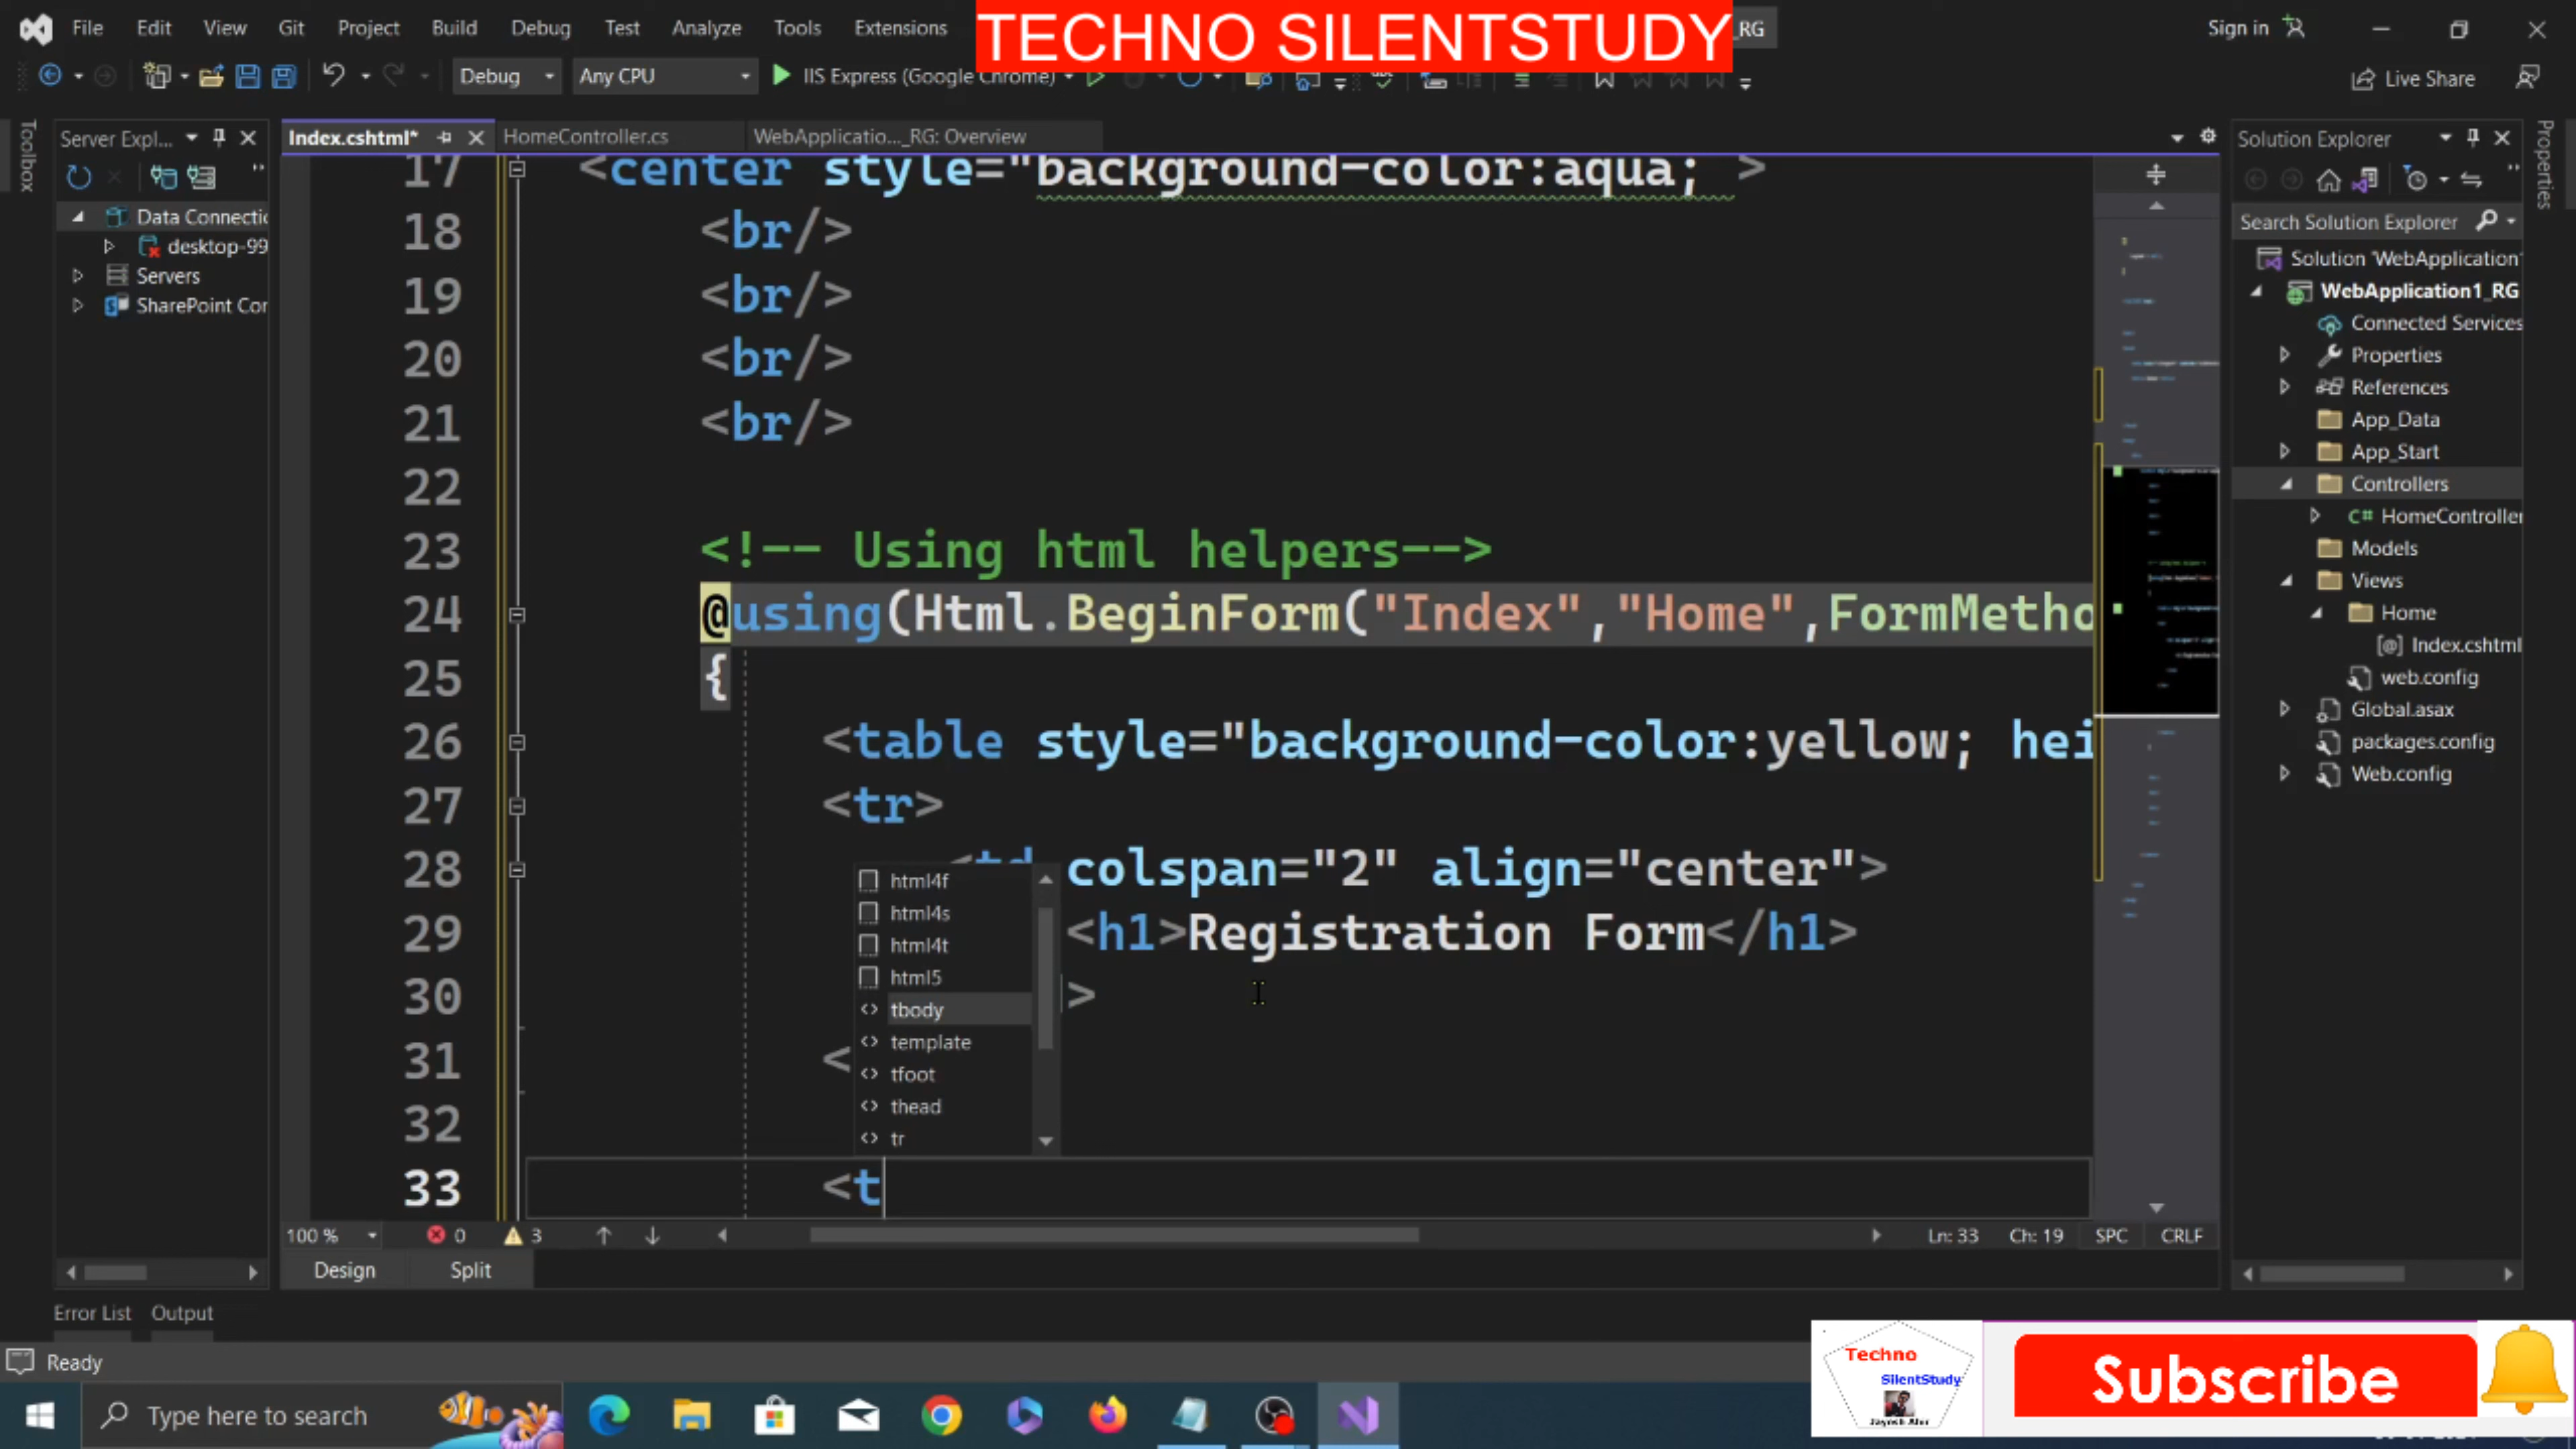 TECHNO SILENTSTUDY
File Edit View Git Project Build Debug Test Analyze Tools Extensions
_RG
Sign in
Debug Any CPU IIS Express (Google Chrome)
Live Share
Toolbox
Server Expl...
Data Connectic
desktop-99
Servers
SharePoint Cor
Index.cshtml* HomeController.cs WebApplicatio..._RG: Overview
17 <center style="background-color:aqua; >
18 <br/>
19 <br/>
20 <br/>
21 <br/>
22
23 <!-- Using html helpers-->
24 @using(Html.BeginForm("Index","Home",FormMetho
25 {
26 <table style="background-color:yellow; hei
27 <tr>
28 <td colspan="2" align="center">
29 <h1>Registration Form</h1>
30 >
31 <
32
33 <t
html4f
html4s
html4t
html5
tbody
template
tfoot
thead
tr
100 % 0 3 Ln: 33 Ch: 19 SPC CRLF
Design Split
Solution Explorer
Search Solution Explorer
Solution 'WebApplication'
WebApplication1_RG
Connected Services
Properties
References
App_Data
App_Start
Controllers
C# HomeController
Models
Views
Home
[@] Index.cshtml
web.config
Global.asax
packages.config
Web.config
Properties
Error List Output
Ready
Techno
SilentStudy
Jayesh Ahir
Subscribe
Type here to search